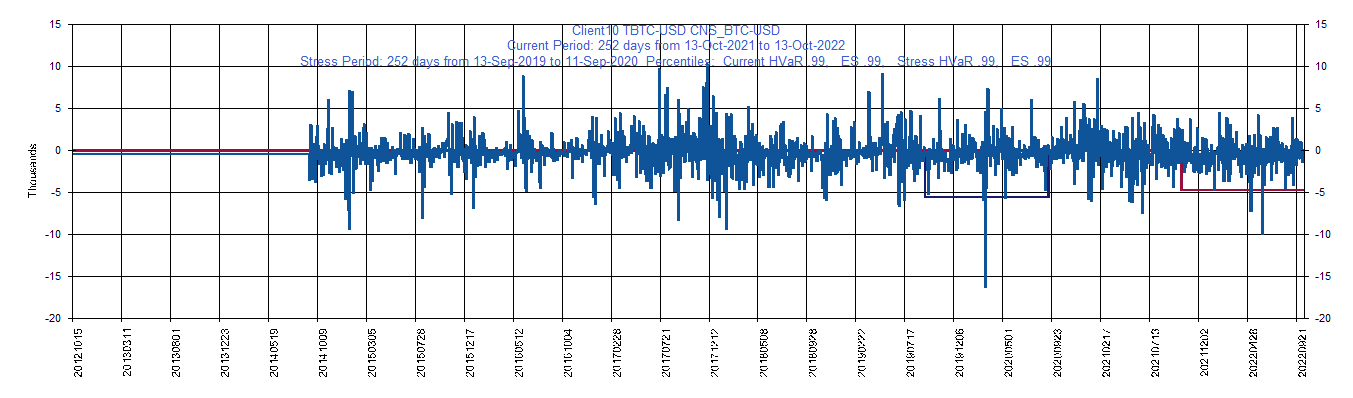 Client10 TBTC-USD CNS_BTC-USD
Current Period: 252 days from 13-Oct-2021 to 13-Oct-2022
Stress Period: 252 days from 13-Sep-2019 to 11-Sep-2020 Percentiles: Current HVaR .99, ES .99, Stress HVaR .99, ES .99
15 15
10 10
5 5
0 0
-5 -5
-10 -10
-15 -15
-20 -20
Thousands
20121015 20130311 20130801 20131223 20140519 20141009 20150305 20150728 20151217 20160512 20161004 20170228 20170721 20171212 20180508 20180928 20190222 20190717 20191206 20200501 20200923 20210217 20210713 20211202 20220428 20220921